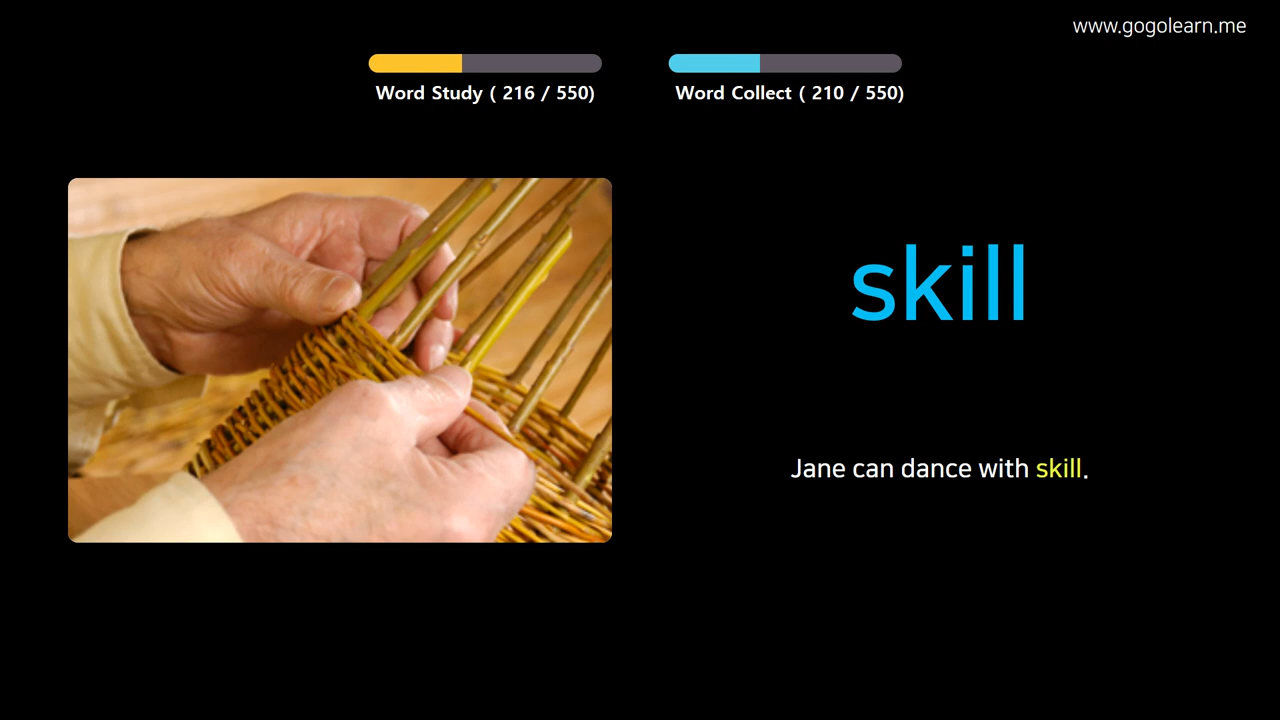 www.gogolearn.me
Word Study ( 216 / 550)
Word Collect ( 210 / 550)
skill
Jane can dance with skill.